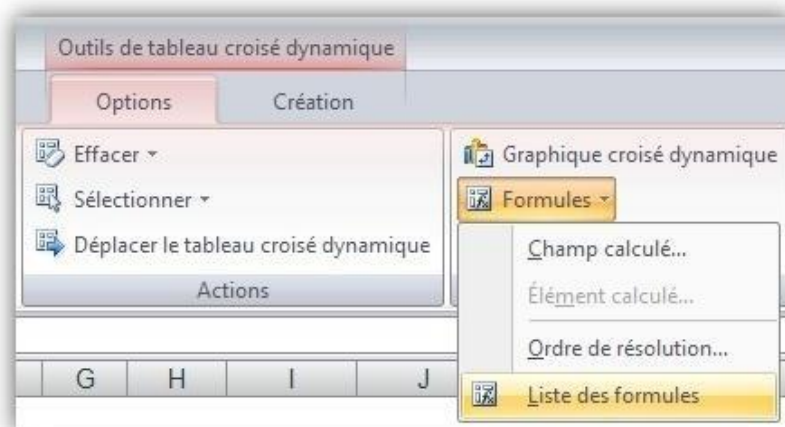 Outils de tableau croisé dynamique
Options Création
Effacer
Sélectionner
Déplacer le tableau croisé dynamique
Actions
Graphique croisé dynamique
Formules
Champ calculé...
Élément calculé...
Ordre de résolution...
Liste des formules
G H I J